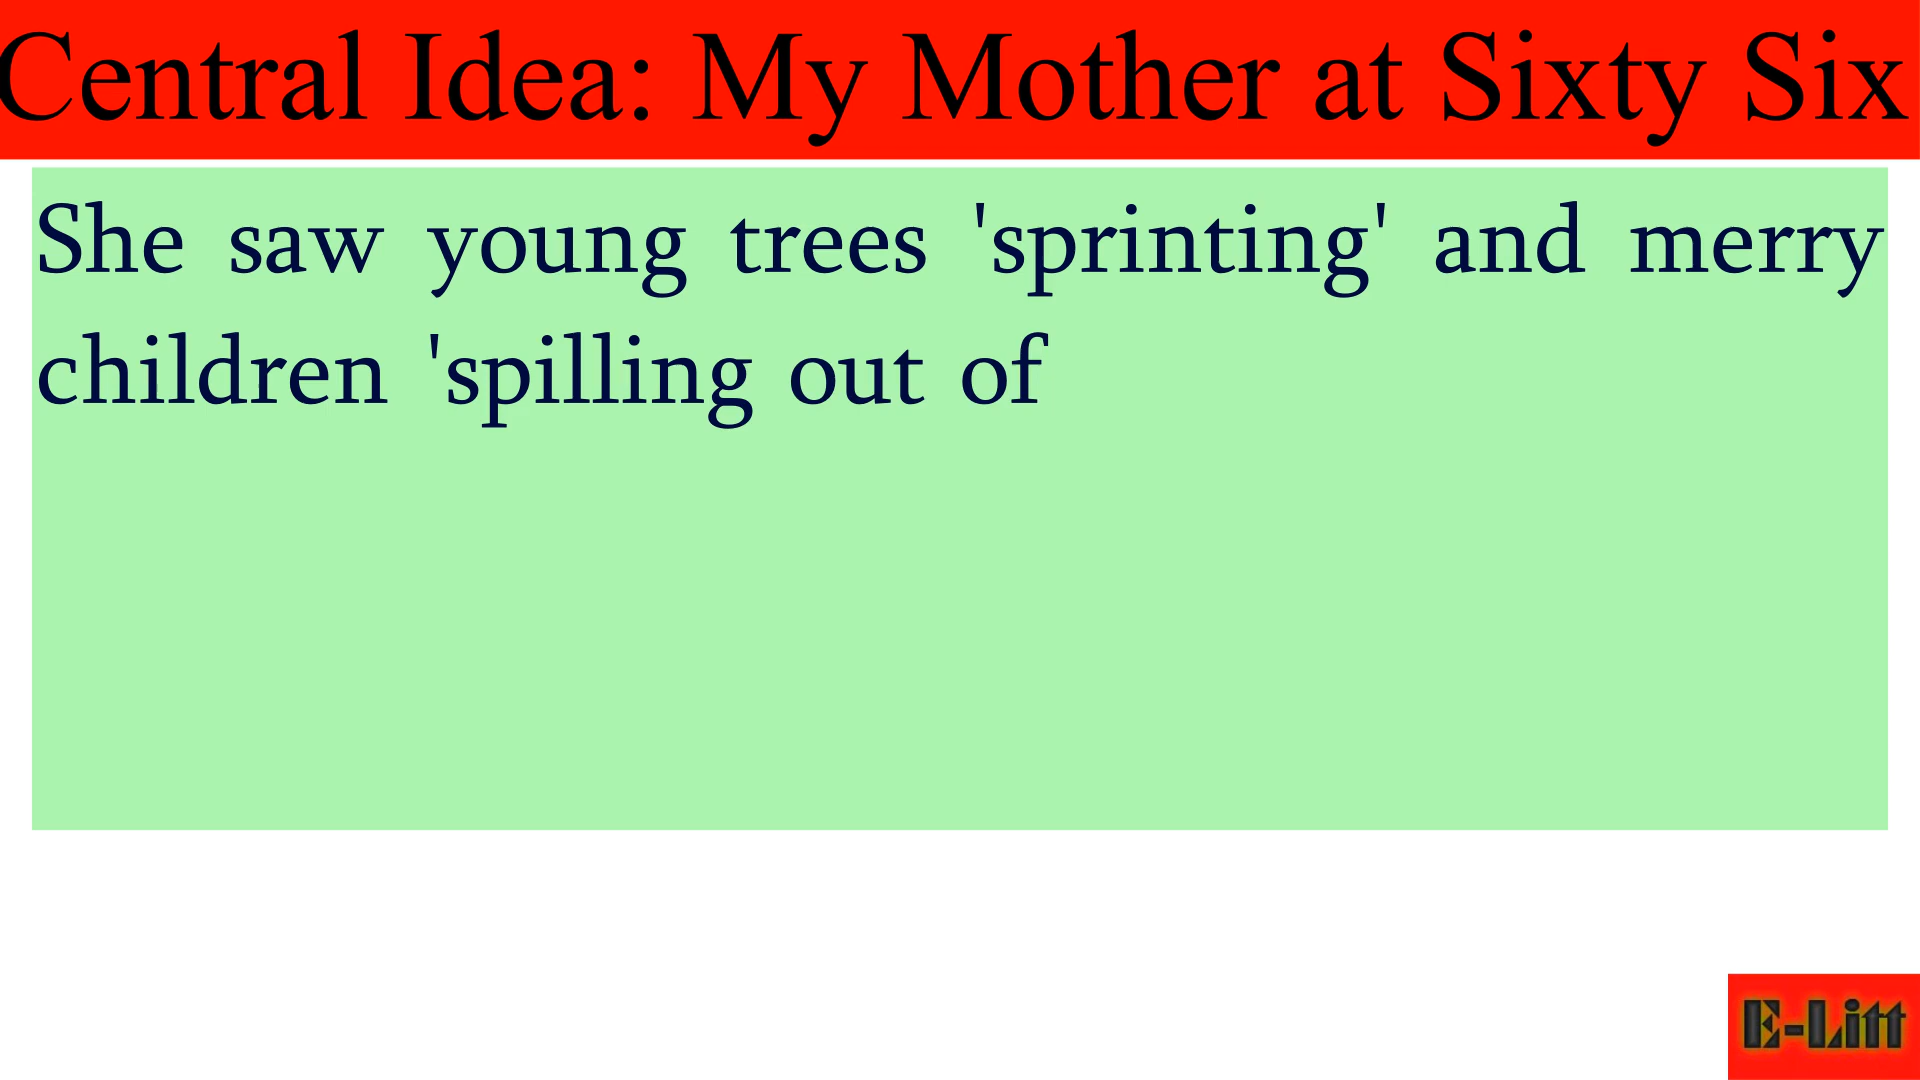 Central Idea: My Mother at Sixty Six
She saw young trees 'sprinting' and merry
children 'spilling out of
E-Litt